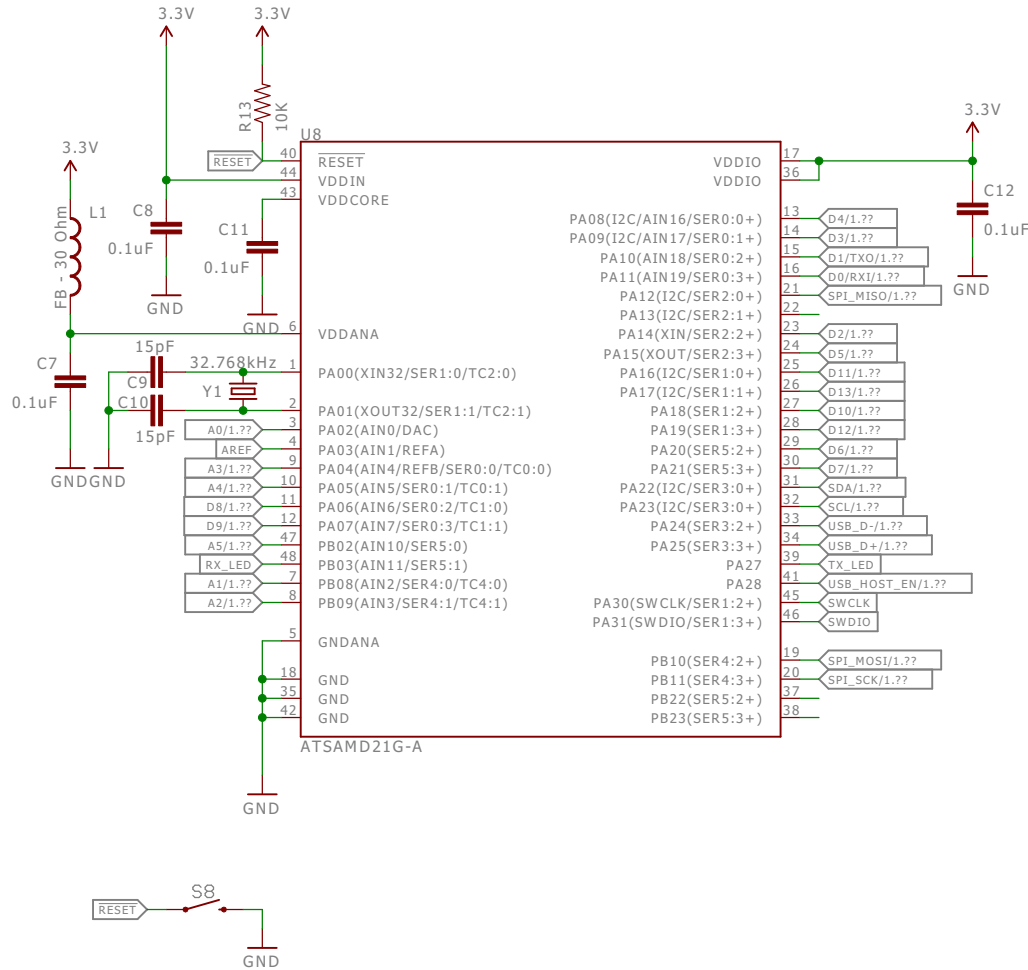 3.3V
3.3V
R13
10K
U8
3.3V
3.3V
RESET
40
RESET
VDDIO
17
44
VDDIN
VDDIO
36
43
VDDCORE
C12
0.1uF
GND
L1
FB - 30 Ohm
C8
0.1uF
GND
C11
0.1uF
GND
PA08(I2C/AIN16/SER0:0+)
13
D4/1.??
PA09(I2C/AIN17/SER0:1+)
14
D3/1.??
PA10(AIN18/SER0:2+)
15
D1/TXO/1.??
PA11(AIN19/SER0:3+)
16
D0/RXI/1.??
PA12(I2C/SER2:0+)
21
SPI_MISO/1.??
PA13(I2C/SER2:1+)
22
6
VDDANA
PA14(XIN/SER2:2+)
23
D2/1.??
PA15(XOUT/SER2:3+)
24
D5/1.??
C7
0.1uF
15pF
C9
32.768kHz
1
PA00(XIN32/SER1:0/TC2:0)
PA16(I2C/SER1:0+)
25
D11/1.??
Y1
PA17(I2C/SER1:1+)
26
D13/1.??
C10
15pF
2
PA01(XOUT32/SER1:1/TC2:1)
PA18(SER1:2+)
27
D10/1.??
A0/1.??
3
PA02(AIN0/DAC)
PA19(SER1:3+)
28
D12/1.??
AREF
4
PA03(AIN1/REFA)
PA20(SER5:2+)
29
D6/1.??
A3/1.??
9
PA04(AIN4/REFB/SER0:0/TC0:0)
PA21(SER5:3+)
30
D7/1.??
GND
GND
A4/1.??
10
PA05(AIN5/SER0:1/TC0:1)
PA22(I2C/SER3:0+)
31
SDA/1.??
D8/1.??
11
PA06(AIN6/SER0:2/TC1:0)
PA23(I2C/SER3:0+)
32
SCL/1.??
D9/1.??
12
PA07(AIN7/SER0:3/TC1:1)
PA24(SER3:2+)
33
USB_D-/1.??
A5/1.??
47
PB02(AIN10/SER5:0)
PA25(SER3:3+)
34
USB_D+/1.??
RX_LED
48
PB03(AIN11/SER5:1)
PA27
39
TX_LED
A1/1.??
7
PB08(AIN2/SER4:0/TC4:0)
PA28
41
USB_HOST_EN/1.??
A2/1.??
8
PB09(AIN3/SER4:1/TC4:1)
PA30(SWCLK/SER1:2+)
45
SWCLK
PA31(SWDIO/SER1:3+)
46
SWDIO
5
GNDANA
PB10(SER4:2+)
19
SPI_MOSI/1.??
18
GND
PB11(SER4:3+)
20
SPI_SCK/1.??
35
GND
PB22(SER5:2+)
37
42
GND
PB23(SER5:3+)
38
ATSAMD21G-A
GND
S8
RESET
GND